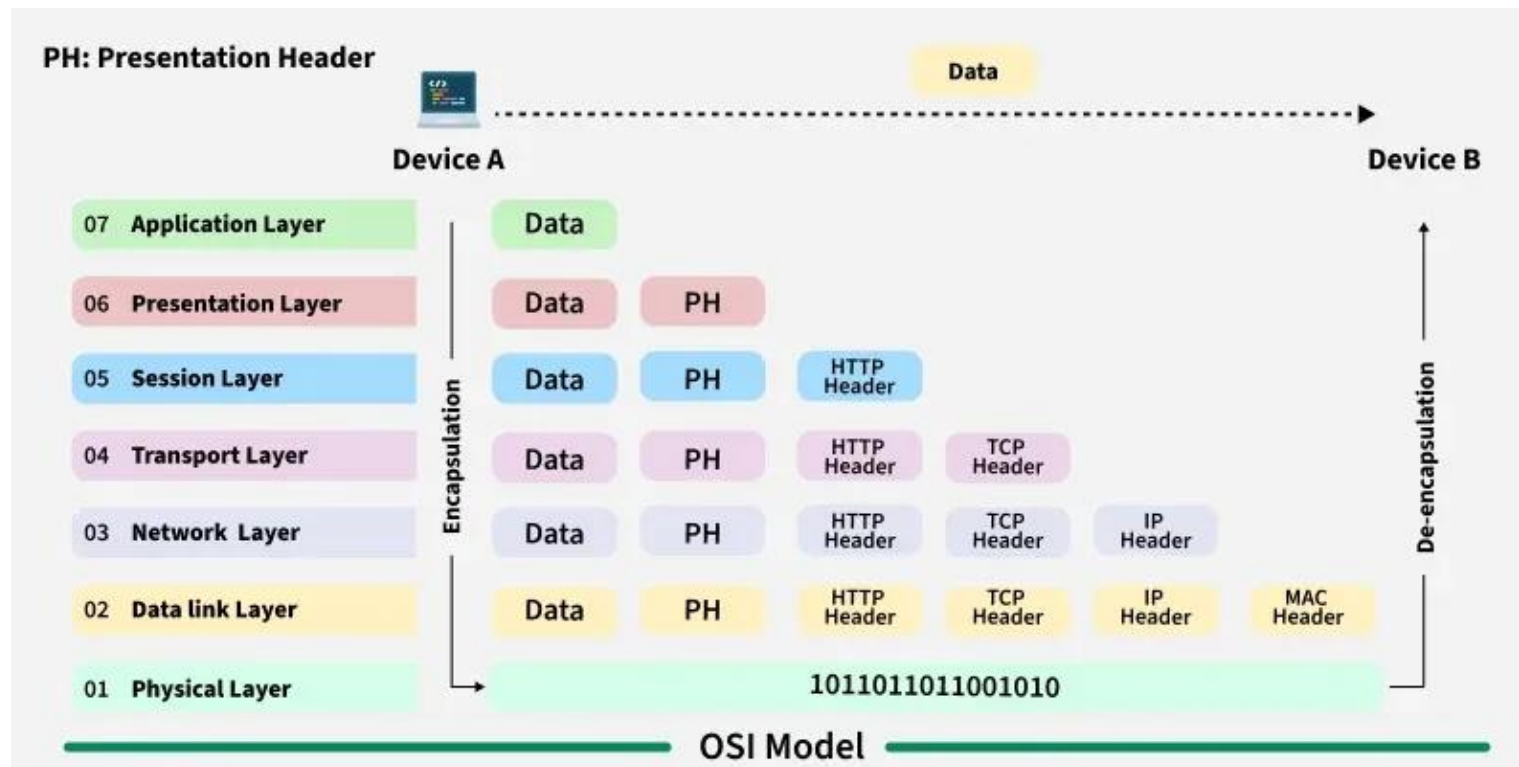 PH: Presentation Header
Data
Device A
Device B
07 Application Layer
Data
06 Presentation Layer
Data
PH
05 Session Layer
Data
PH
HTTP
Header
04 Transport Layer
Data
PH
HTTP
Header
TCP
Header
03 Network Layer
Data
PH
HTTP
Header
TCP
Header
IP
Header
02 Data link Layer
Data
PH
HTTP
Header
TCP
Header
IP
Header
MAC
Header
01 Physical Layer
1011011011001010
Encapsulation
De-encapsulation
OSI Model